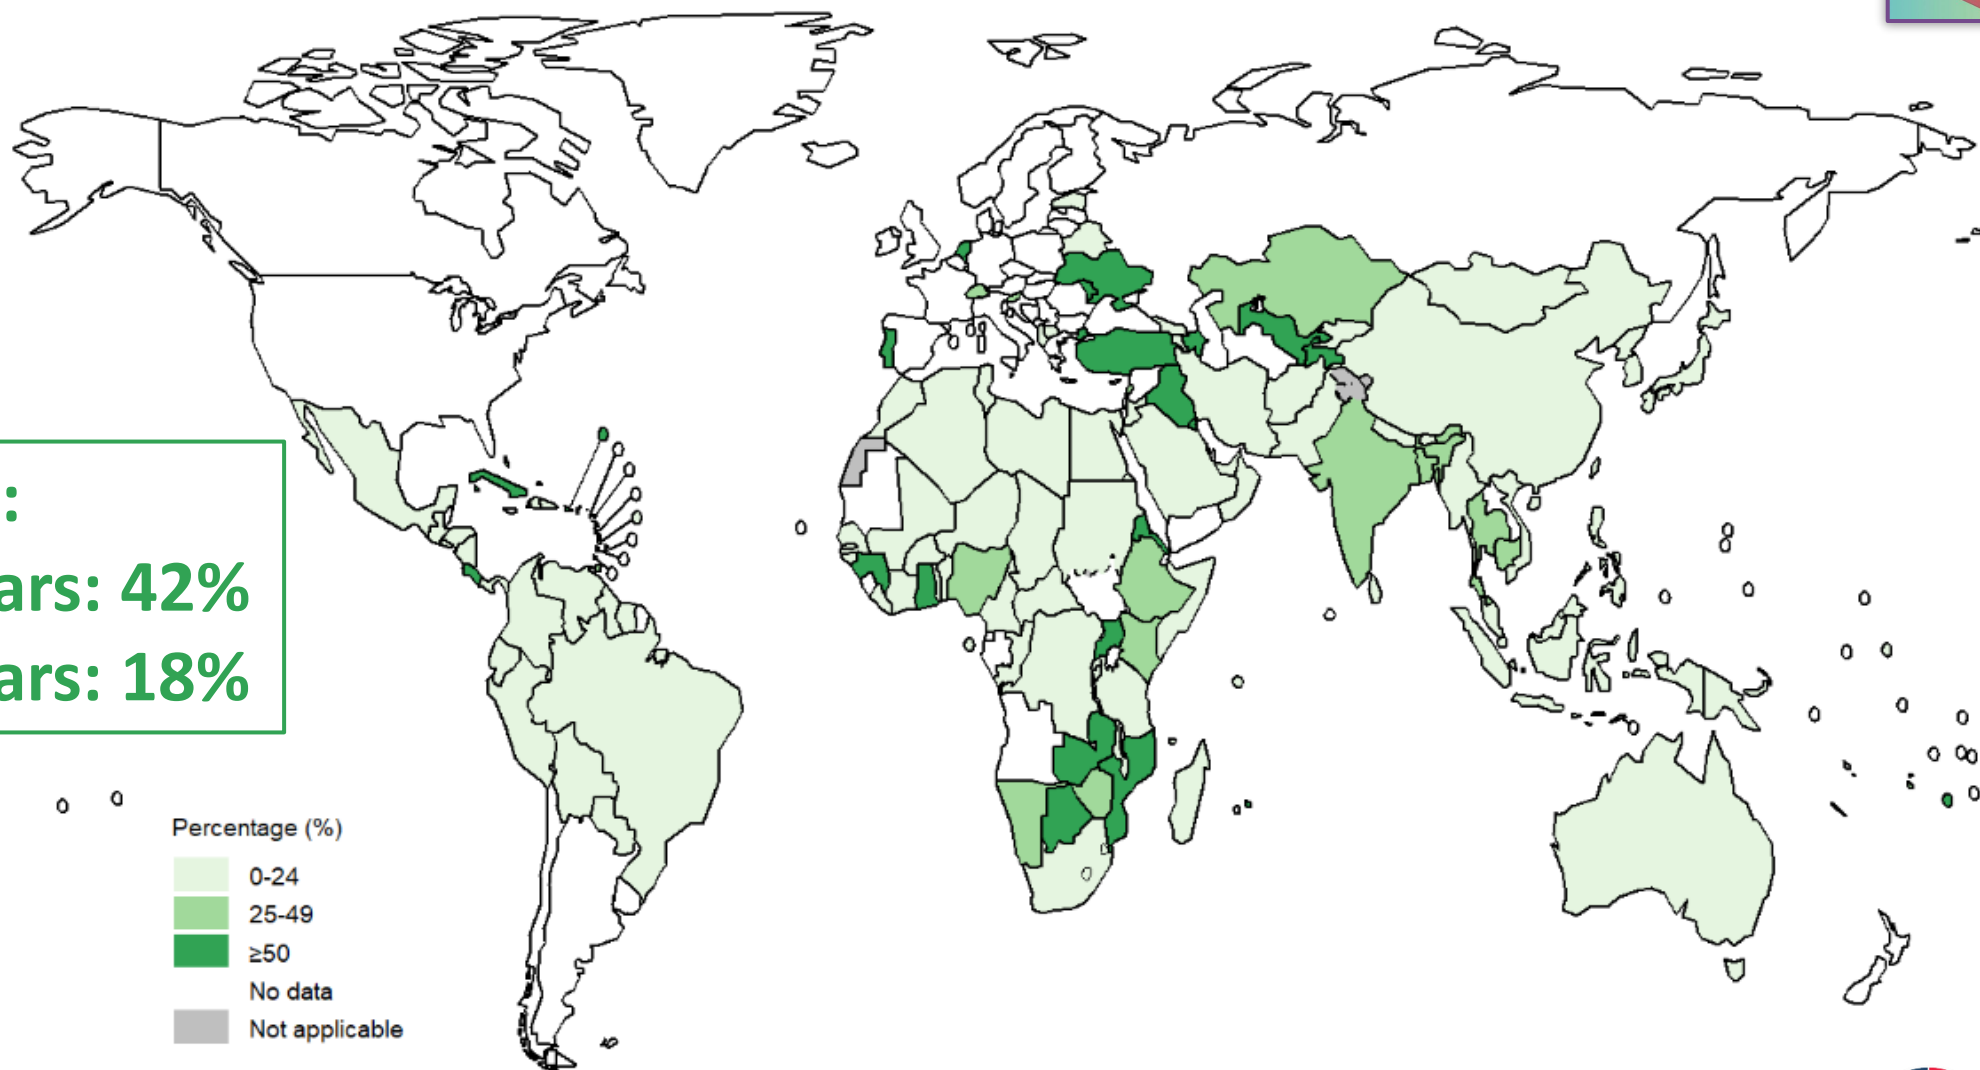 :
ars: 42%
ars: 18%
Percentage (%)
0-24
25-49
≥50
No data
Not applicable